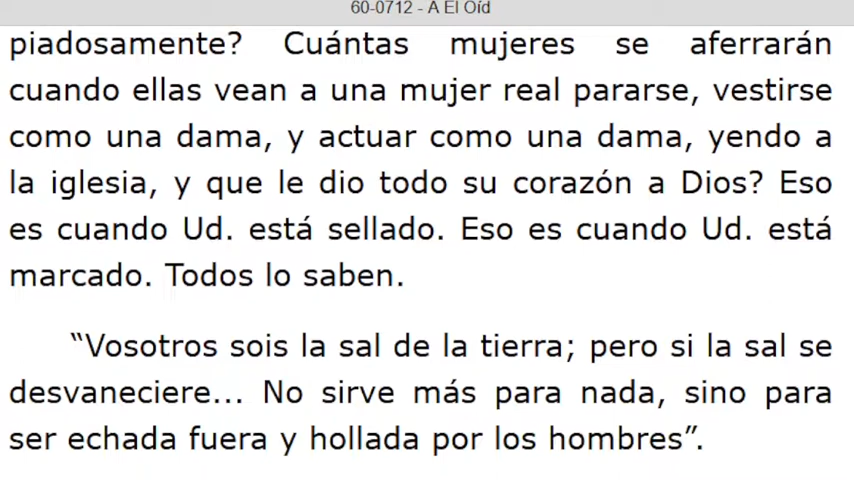 60-0712 - A El Oíd
piadosamente? Cuántas mujeres se aferrarán
cuando ellas vean a una mujer real pararse, vestirse
como una dama, y actuar como una dama, yendo a
la iglesia, y que le dio todo su corazón a Dios? Eso
es cuando Ud. está sellado. Eso es cuando Ud. está
marcado. Todos lo saben.
“Vosotros sois la sal de la tierra; pero si la sal se
desvaneciere... No sirve más para nada, sino para
ser echada fuera y hollada por los hombres”.